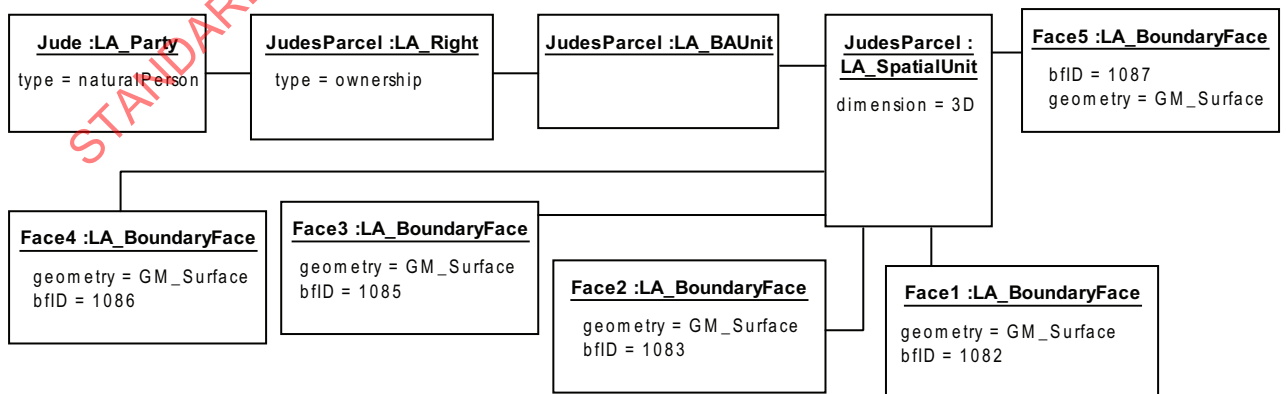 Jude :LA_Party
type = naturalPerson
JudesParcel :LA_Right
type = ownership
JudesParcel :LA_BAUnit
JudesParcel :
LA_SpatialUnit
dimension = 3D
Face5 :LA_BoundaryFace
bfID = 1087
geometry = GM_Surface
Face4 :LA_BoundaryFace
geometry = GM_Surface
bfID = 1086
Face3 :LA_BoundaryFace
geometry = GM_Surface
bfID = 1085
Face2 :LA_BoundaryFace
geometry = GM_Surface
bfID = 1083
Face1 :LA_BoundaryFace
geometry = GM_Surface
bfID = 1082